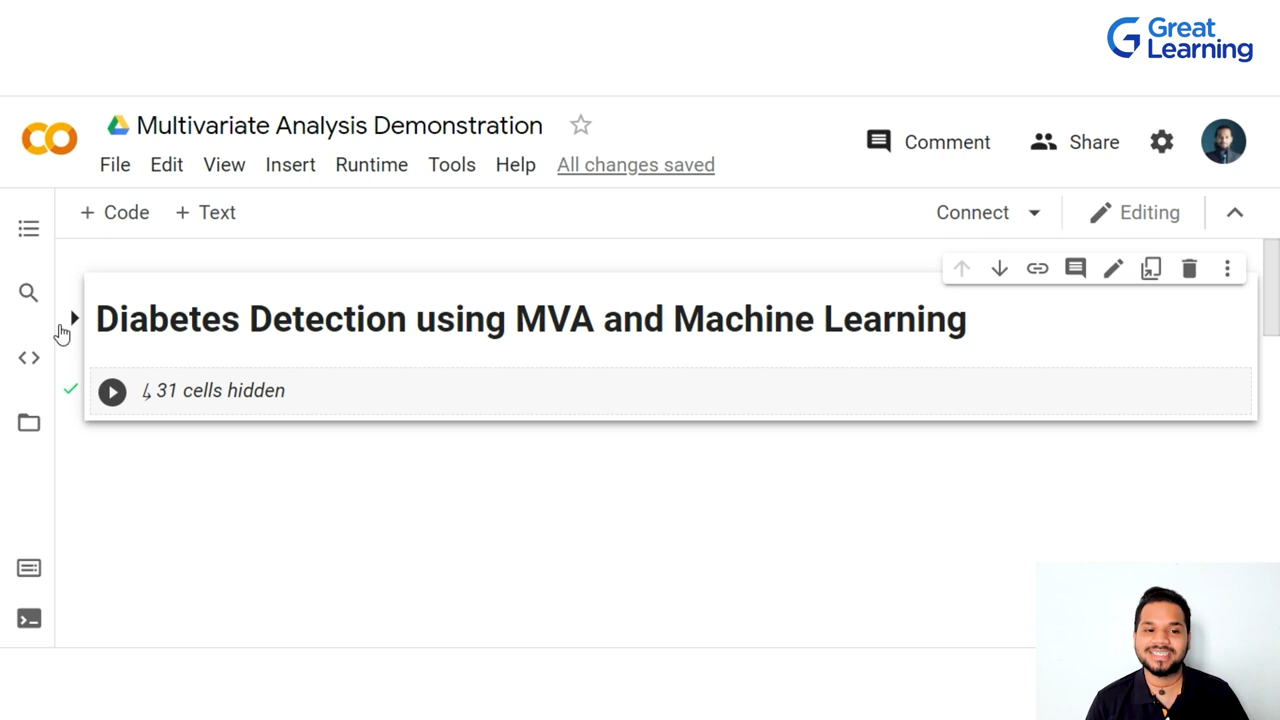 Great
Learning
Multivariate Analysis Demonstration
Comment
Share
File Edit View Insert Runtime Tools Help All changes saved
+ Code + Text
Connect
Editing
Diabetes Detection using MVA and Machine Learning
↳ 31 cells hidden